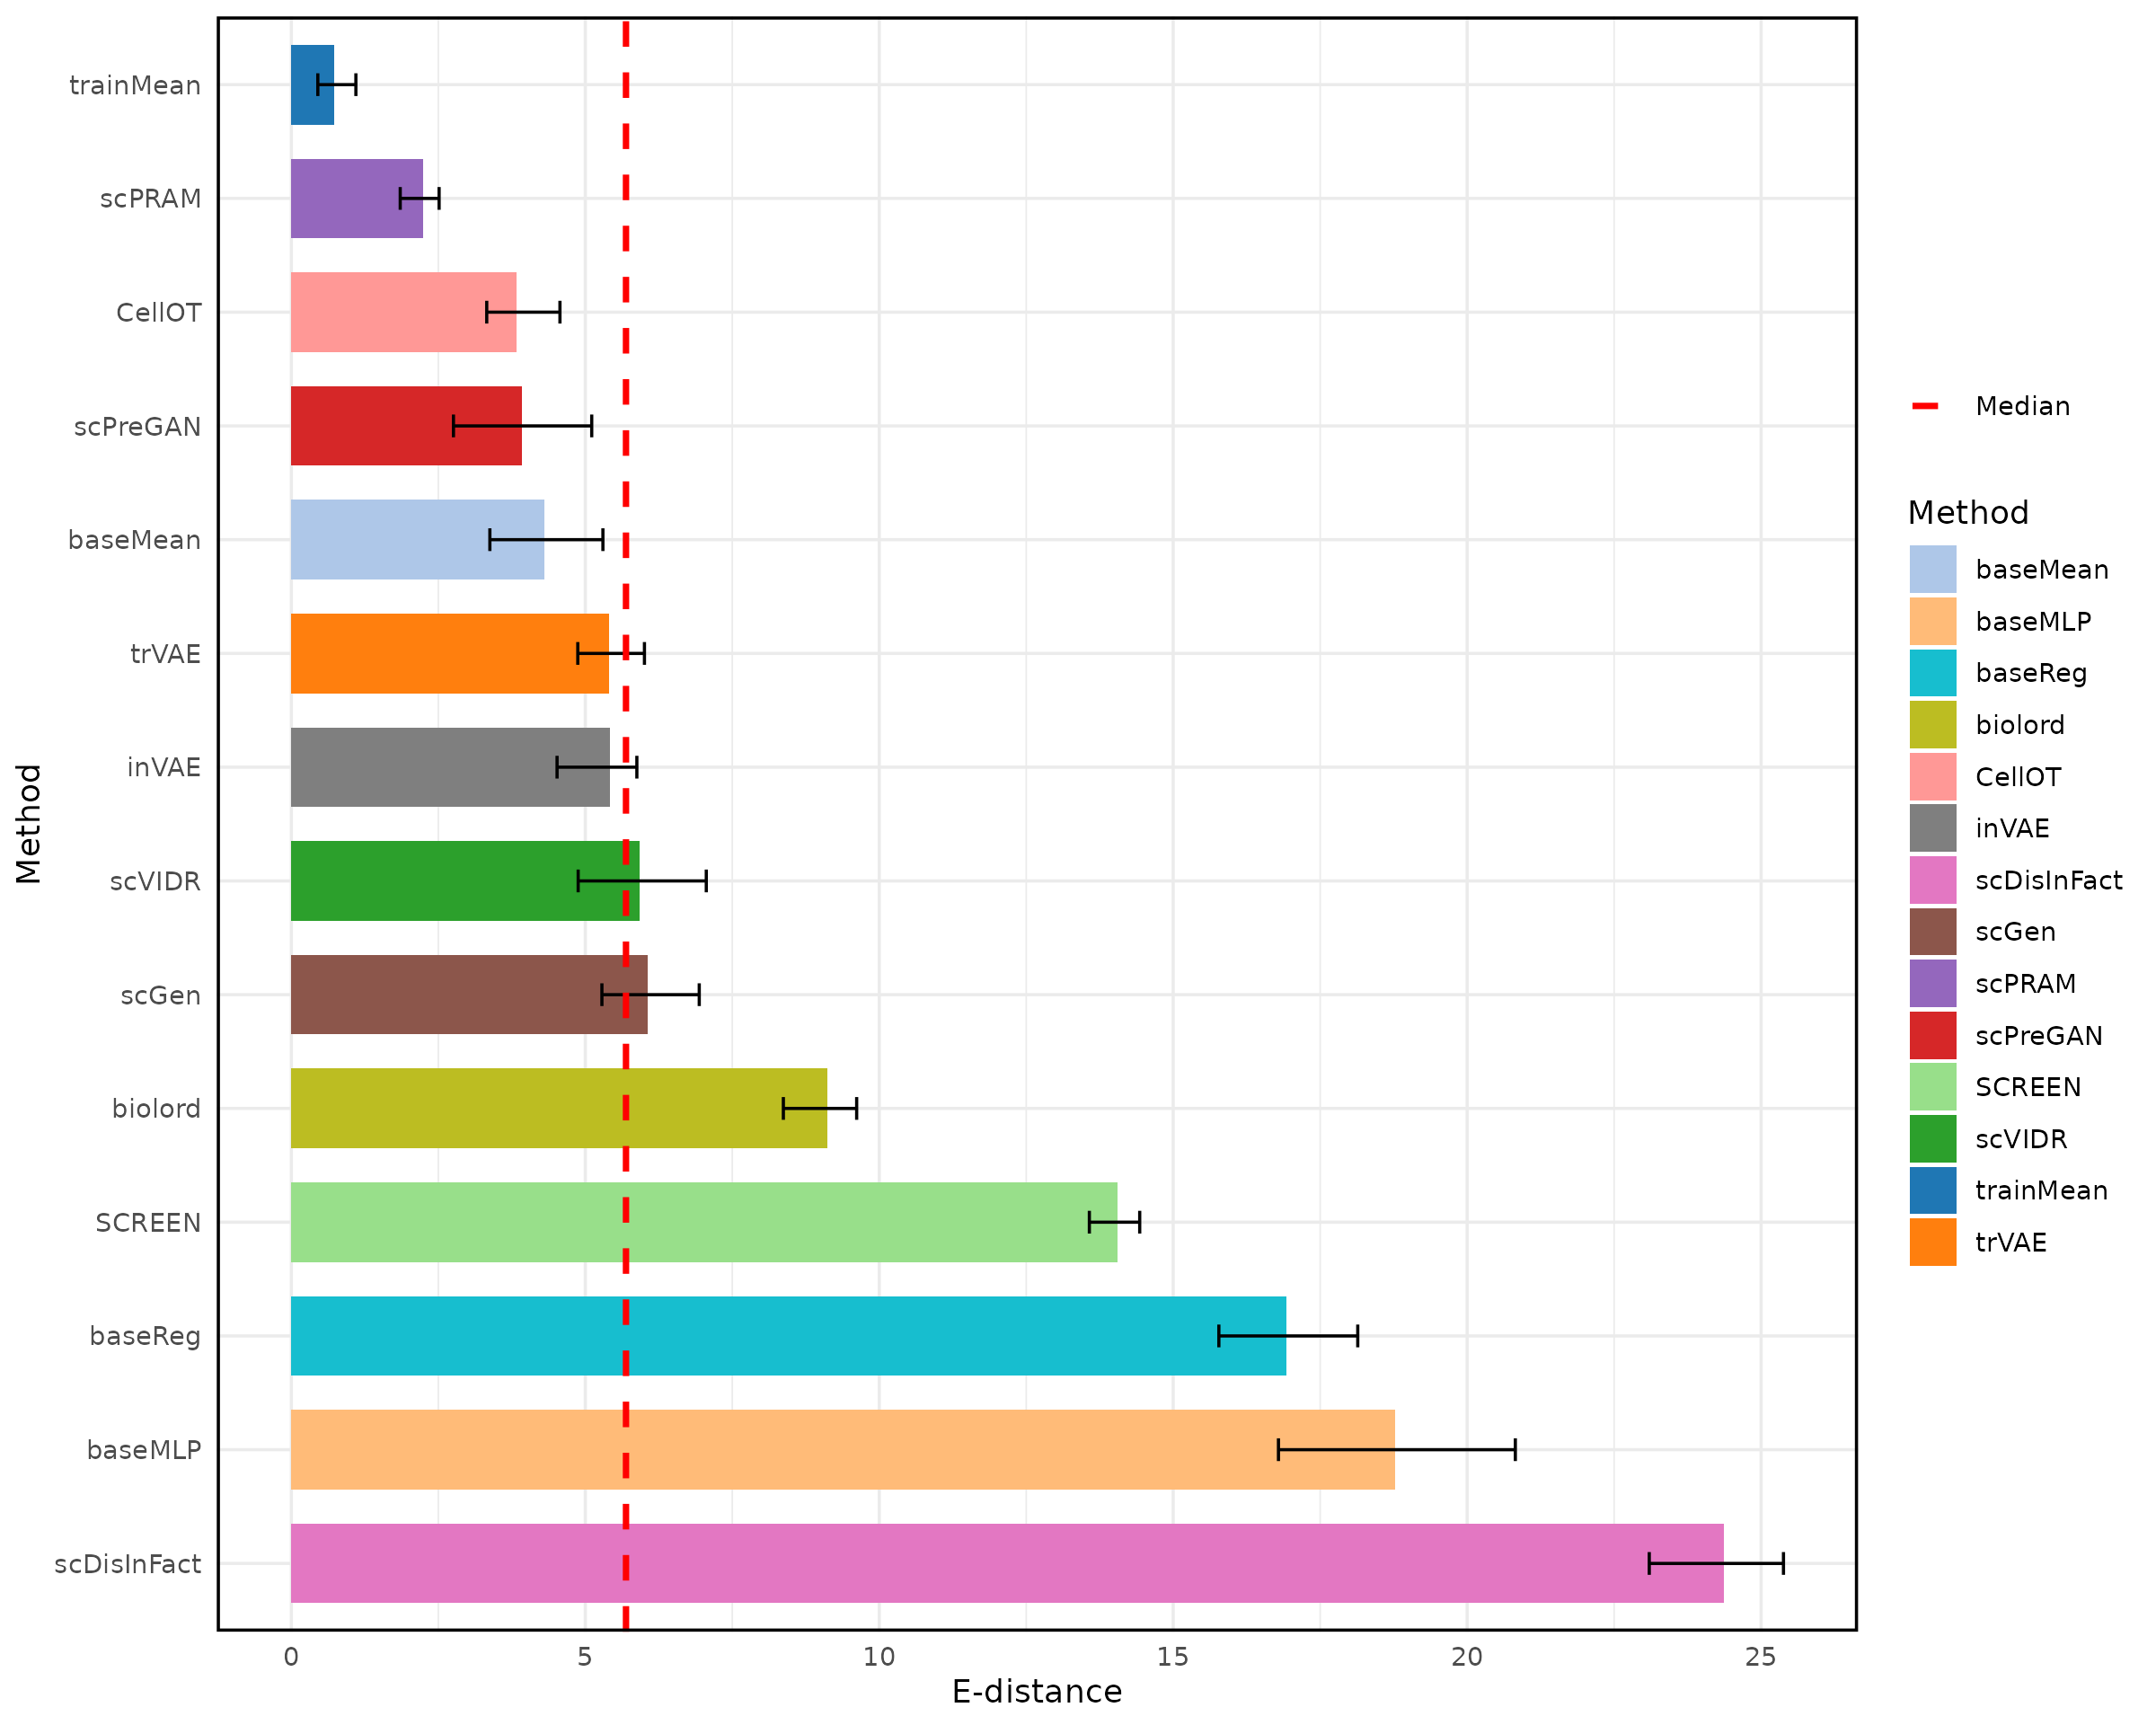 Method
trainMean
scPRAM
CellOT
scPreGAN
baseMean
trVAE
inVAE
scVIDR
scGen
biolord
SCREEN
baseReg
baseMLP
scDisInFact
0 5 10 15 20 25
E-distance
Median
Method
baseMean
baseMLP
baseReg
biolord
CellOT
inVAE
scDisInFact
scGen
scPRAM
scPreGAN
SCREEN
scVIDR
trainMean
trVAE